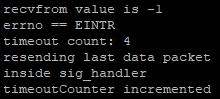 recvfrom value is -1
errno == EINTR
timeout count: 4
resending last data packet
inside sig_handler
timeoutCounter incremented